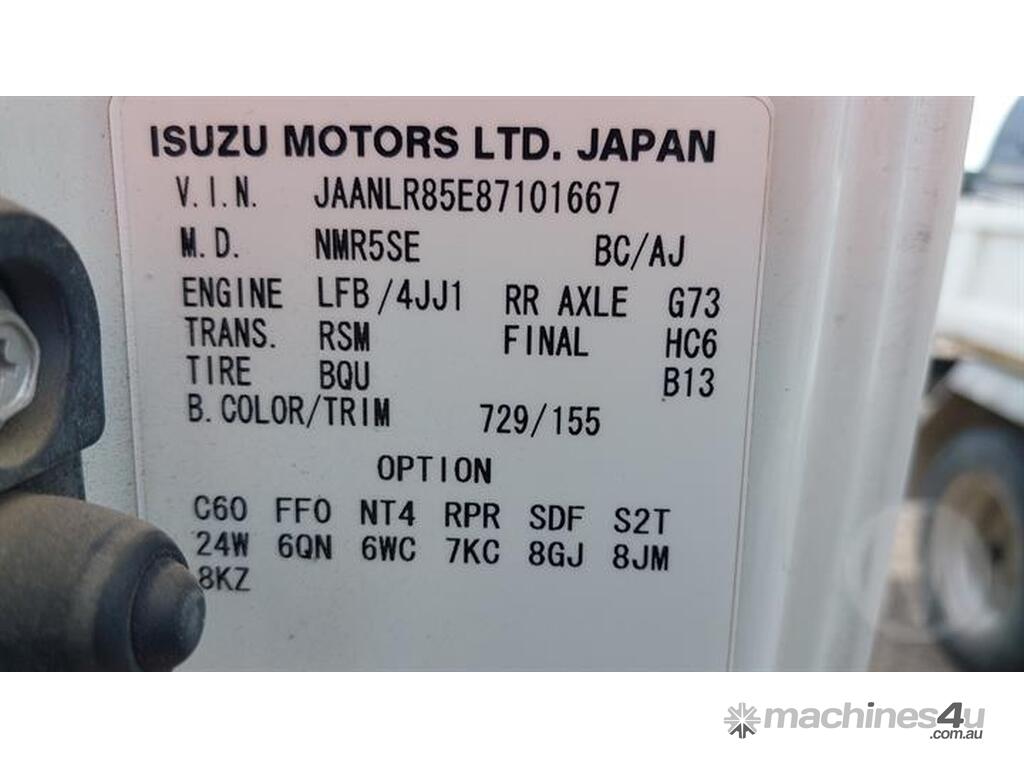 ISUZU MOTORS LTD. JAPAN
V.I.N. JAANLR85E87101667
M.D. NMR5SE BC/AJ
ENGINE LFB/4JJ1 RR AXLE G73
TRANS. RSM FINAL HC6
TIRE BQU B13
B.COLOR/TRIM 729/155
OPTION
C60 FF0 NT4 RPR SDF S2T
24W 6QN 6WC 7KC 8GJ 8JM
8KZ
machines4u
.com.au